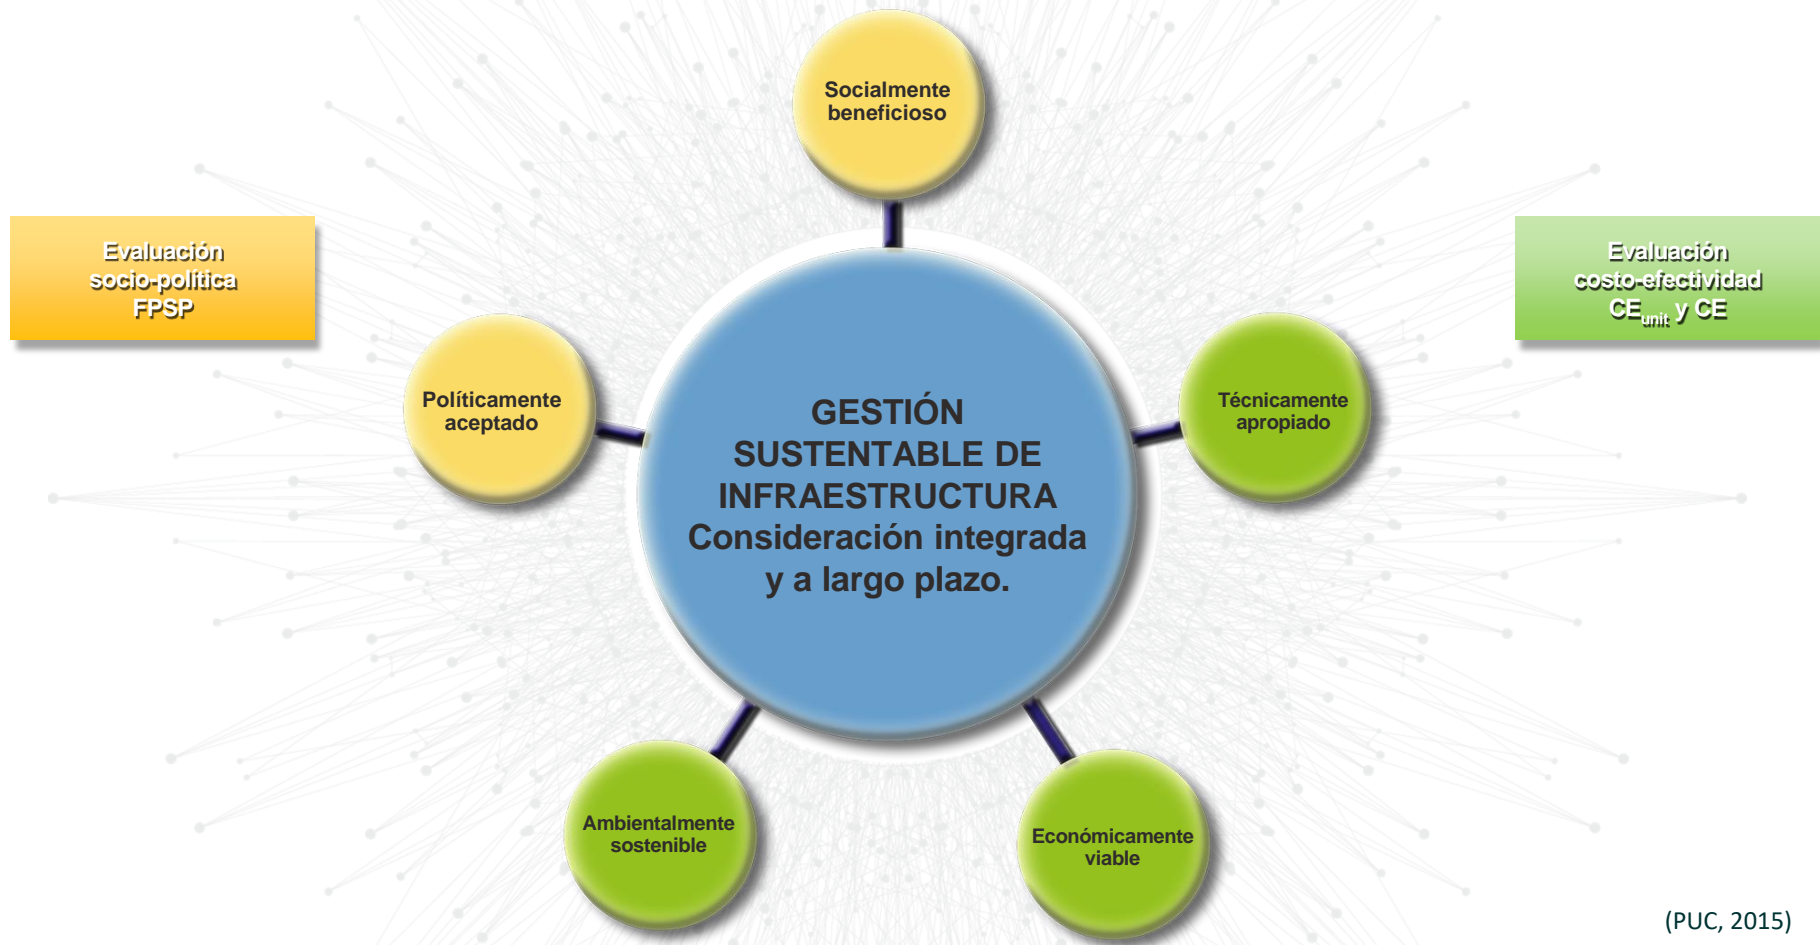 Socialmente
beneficioso
Evaluación
socio-política
FPSP
Evaluación
costo-efectividad
CEunit y CE
Políticamente
aceptado
Técnicamente
apropiado
GESTIÓN
SUSTENTABLE DE
INFRAESTRUCTURA
Consideración integrada
y a largo plazo.
Ambientalmente
sostenible
Económicamente
viable
(PUC, 2015)